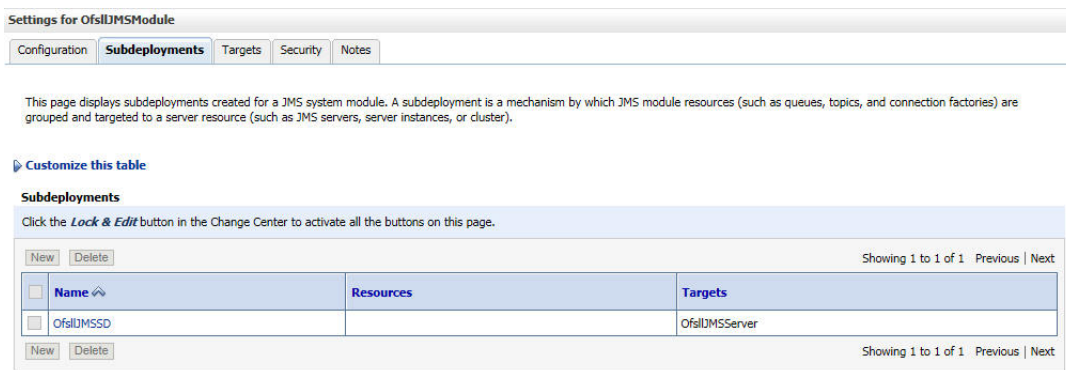 Settings for OfsllJMSModule
Configuration Subdeployments Targets Security Notes
This page displays subdeployments created for a JMS system module. A subdeployment is a mechanism by which JMS module resources (such as queues, topics, and connection factories) are
grouped and targeted to a server resource (such as JMS servers, server instances, or cluster).
Customize this table
Subdeployments
Click the Lock & Edit button in the Change Center to activate all the buttons on this page.
New Delete Showing 1 to 1 of 1 Previous | Next
Name Resources Targets
OfsllJMSSD OfsllJMSServer
New Delete Showing 1 to 1 of 1 Previous | Next